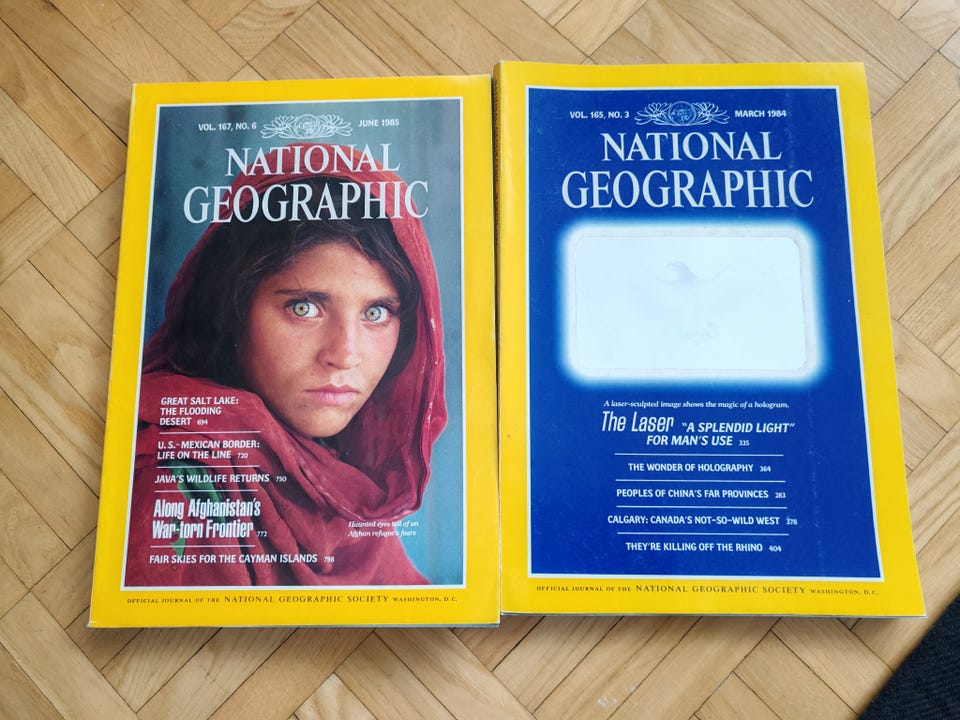 VOL. 167, NO. 6 JUNE 1985
NATIONAL
GEOGRAPHIC
GREAT SALT LAKE:
THE FLOODING
DESERT 694
U.S.-MEXICAN BORDER:
LIFE ON THE LINE 720
JAVA'S WILDLIFE RETURNS 750
Along Afghanistan's
War-torn Frontier 772
Haunted eyes tell of an
Afghan refugee's fears
FAIR SKIES FOR THE CAYMAN ISLANDS 798
OFFICIAL JOURNAL OF THE NATIONAL GEOGRAPHIC SOCIETY WASHINGTON, D.C.
VOL. 165, NO. 3 MARCH 1984
NATIONAL
GEOGRAPHIC
A laser-sculpted image shows the magic of a hologram.
The Laser "A SPLENDID LIGHT"
FOR MAN'S USE 335
THE WONDER OF HOLOGRAPHY 364
PEOPLES OF CHINA'S FAR PROVINCES 283
CALGARY: CANADA'S NOT-SO-WILD WEST 378
THEY'RE KILLING OFF THE RHINO 404
OFFICIAL JOURNAL OF THE NATIONAL GEOGRAPHIC SOCIETY WASHINGTON, D.C.